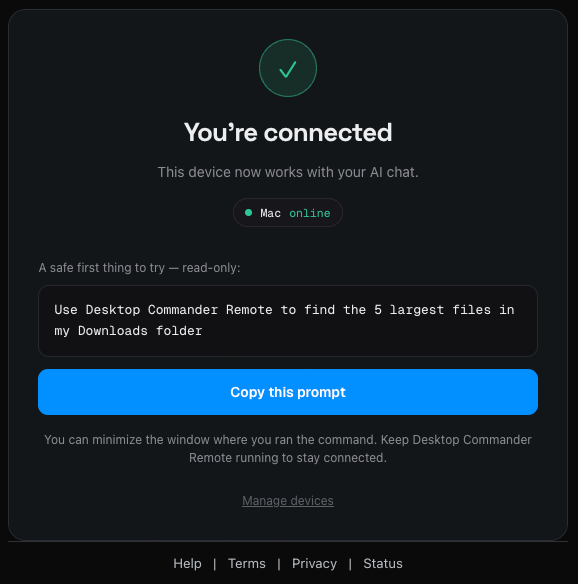 You're connected
This device now works with your AI chat.
Mac online
A safe first thing to try — read-only:
Use Desktop Commander Remote to find the 5 largest files in
my Downloads folder
Copy this prompt
You can minimize the window where you ran the command. Keep Desktop Commander
Remote running to stay connected.
Manage devices
Help | Terms | Privacy | Status